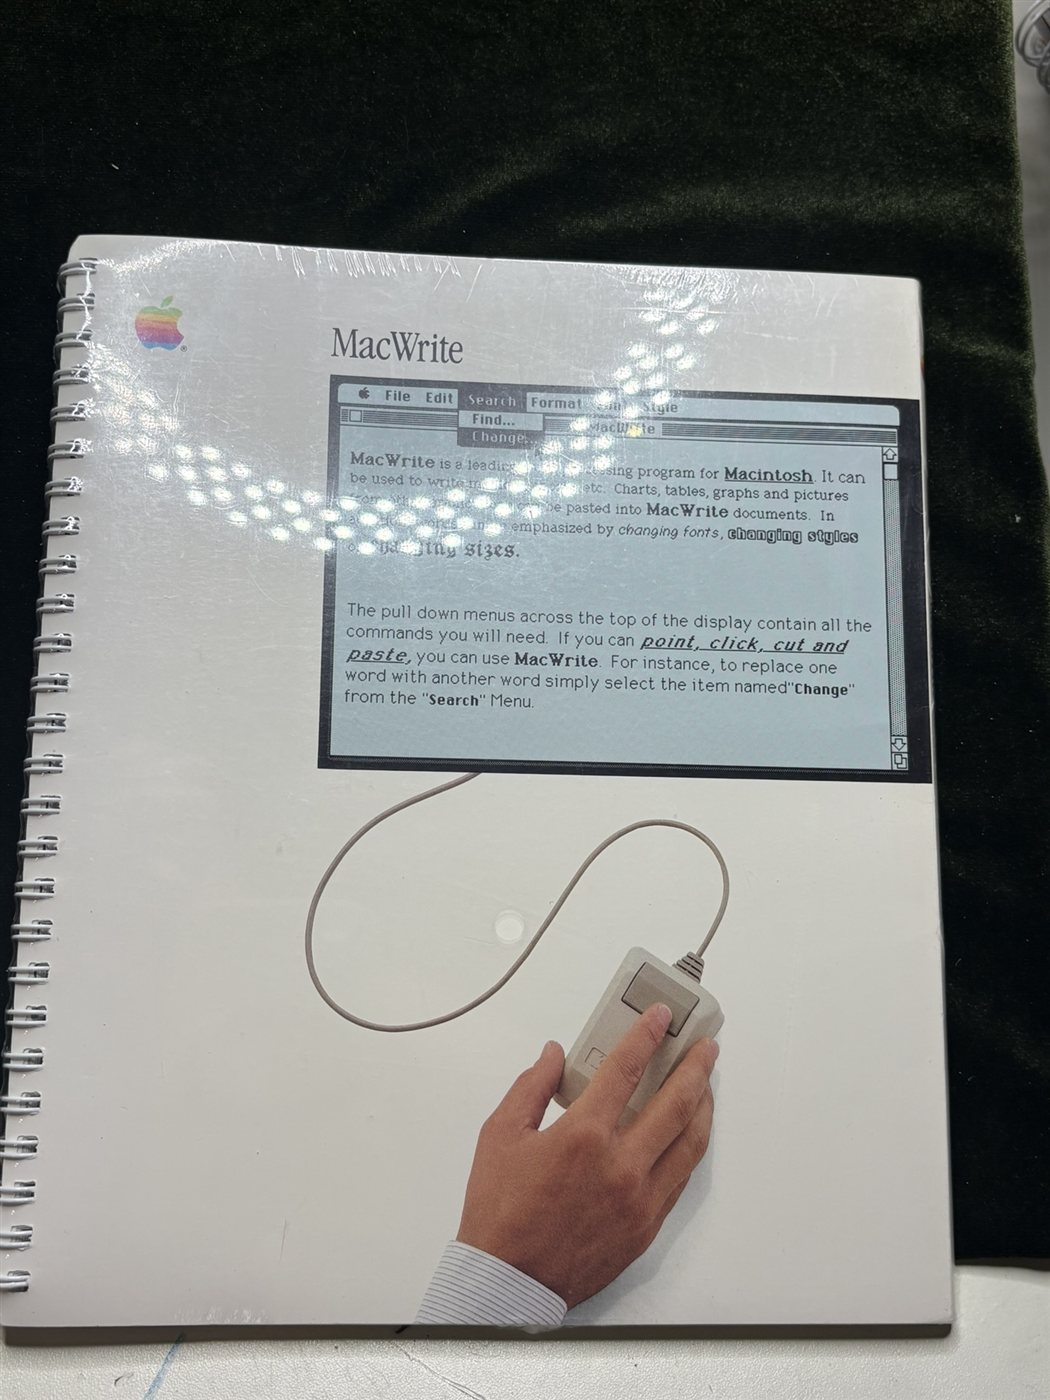 MacWrite
File Edit Search Format Style
Find...
Change...
MacWrite
MacWrite is a leading processing program for Macintosh. It can
be used to write etc. Charts, tables, graphs and pictures
be pasted into MacWrite documents. In
emphasized by changing fonts, changing styles
sizes.
The pull down menus across the top of the display contain all the
commands you will need. If you can point, click, cut and
paste, you can use MacWrite. For instance, to replace one
word with another word simply select the item named"Change"
from the "Search" Menu.